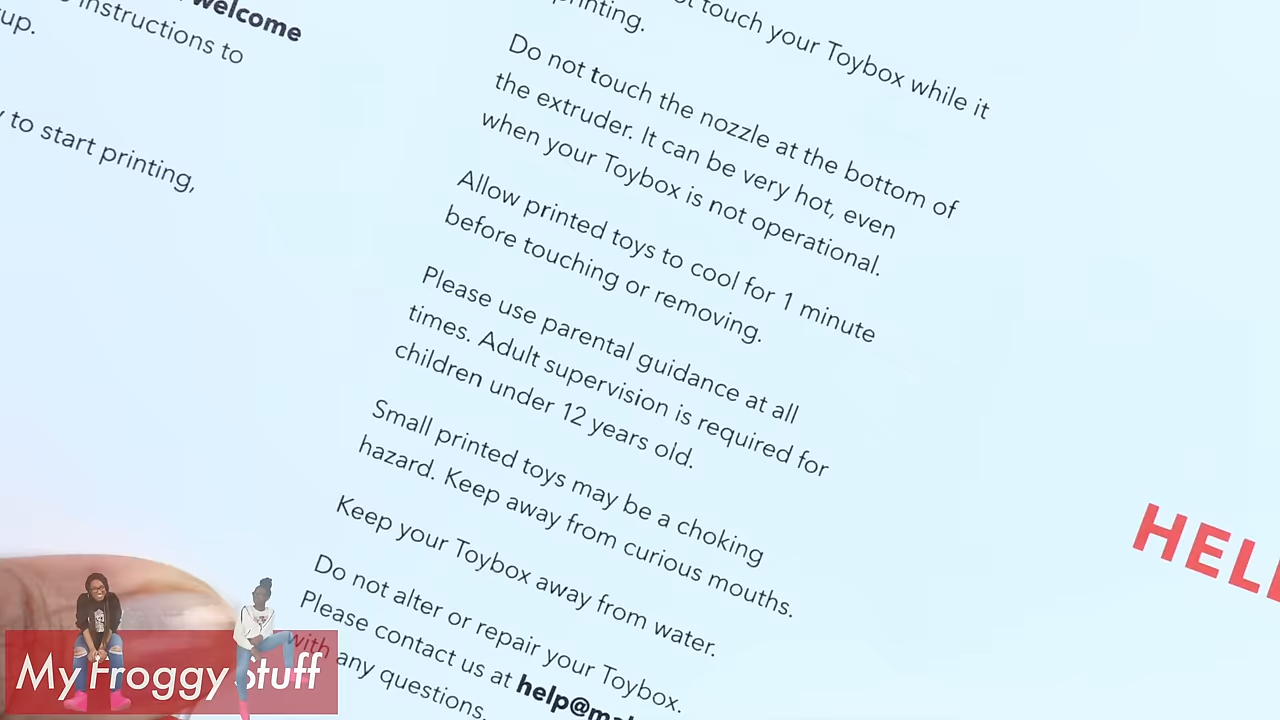 welcome
instructions to
up.
to start printing,
touch your Toybox while it
printing.
Do not touch the nozzle at the bottom of
the extruder. It can be very hot, even
when your Toybox is not operational.
Allow printed toys to cool for 1 minute
before touching or removing.
Please use parental guidance at all
times. Adult supervision is required for
children under 12 years old.
Small printed toys may be a choking
hazard. Keep away from curious mouths.
Keep your Toybox away from water.
Do not alter or repair your Toybox.
Please contact us at help@ma
with any questions.
HEL
My Froggy Stuff